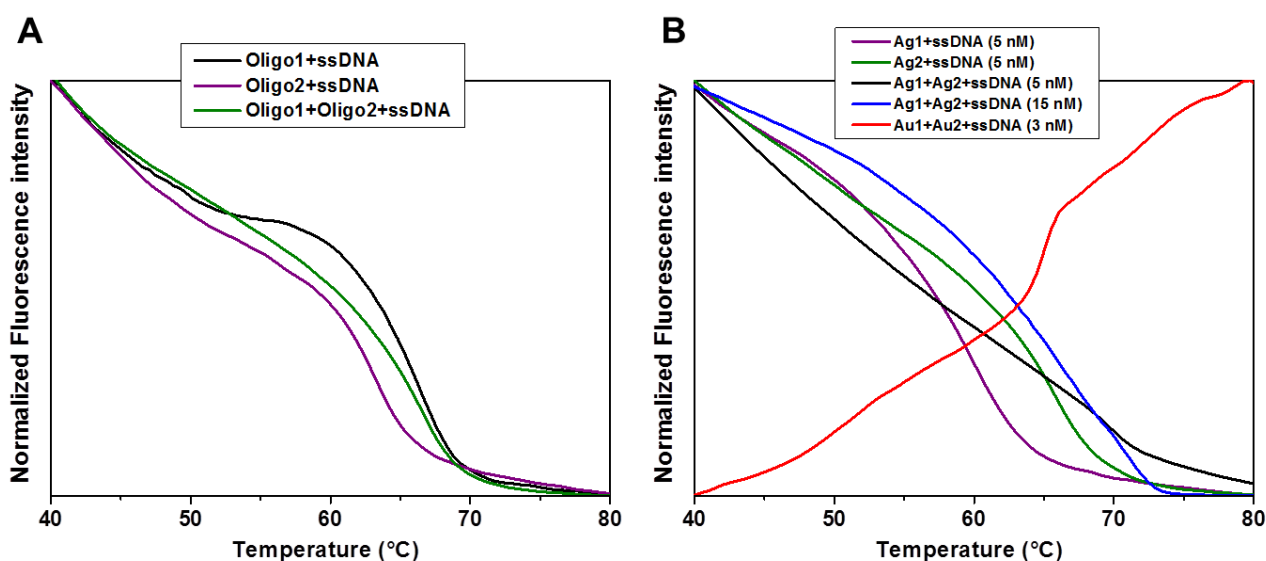 A
Oligo1+ssDNA
Oligo2+ssDNA
Oligo1+Oligo2+ssDNA
Normalized Fluorescence intensity
40
50
60
70
80
Temperature (°C)
B
Ag1+ssDNA (5 nM)
Ag2+ssDNA (5 nM)
Ag1+Ag2+ssDNA (5 nM)
Ag1+Ag2+ssDNA (15 nM)
Au1+Au2+ssDNA (3 nM)
Normalized Fluorescence intensity
40
50
60
70
80
Temperature (°C)